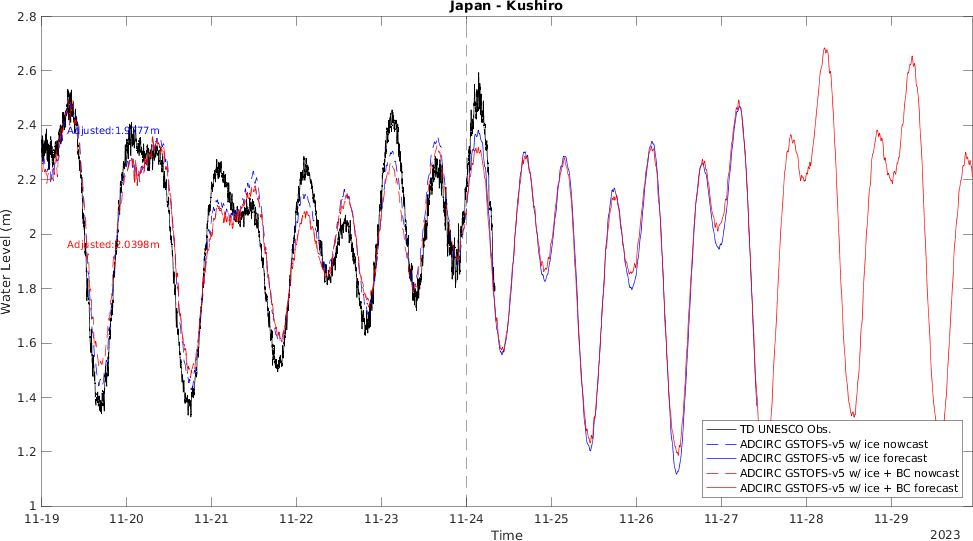 Japan - Kushiro
2.8
2.6
2.4
2.2
2
1.8
1.6
1.4
1.2
1
Water Level (m)
Adjusted:2.0398m
TD UNESCO Obs.
ADCIRC GSTOFS-v5 w/ ice nowcast
ADCIRC GSTOFS-v5 w/ ice forecast
ADCIRC GSTOFS-v5 w/ ice + BC nowcast
ADCIRC GSTOFS-v5 w/ ice + BC forecast
11-19 11-20 11-21 11-22 11-23 11-24 11-25 11-26 11-27 11-28 11-29
Time
2023